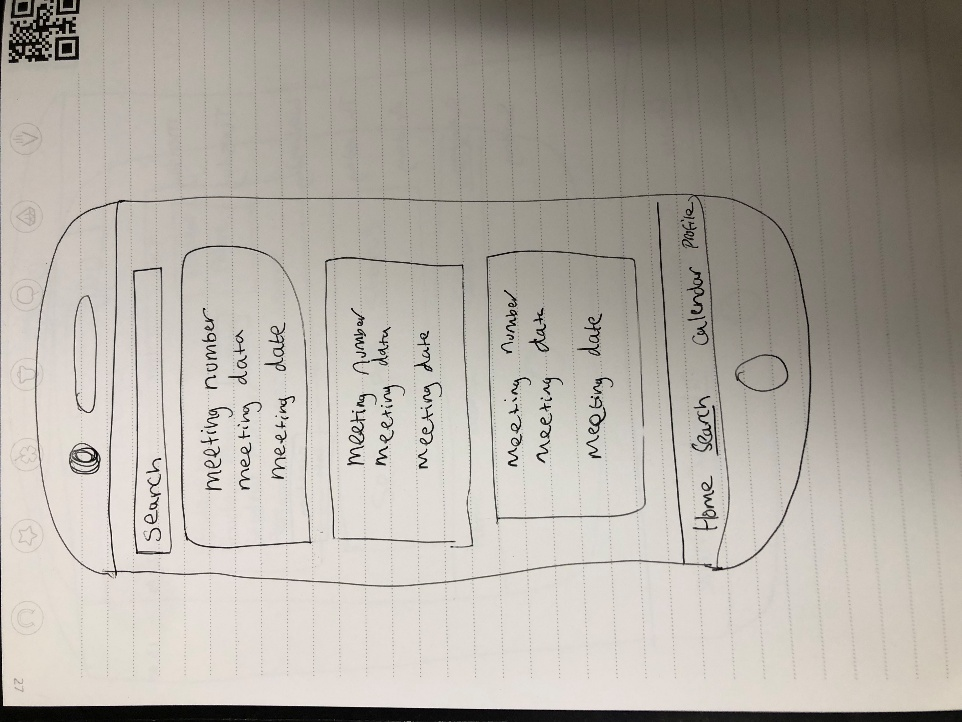 Search
meeting number
meeting data
meeting date
meeting number
meeting data
meeting date
meeting number
meeting data
meeting date
Home Search Calendar Profile
27